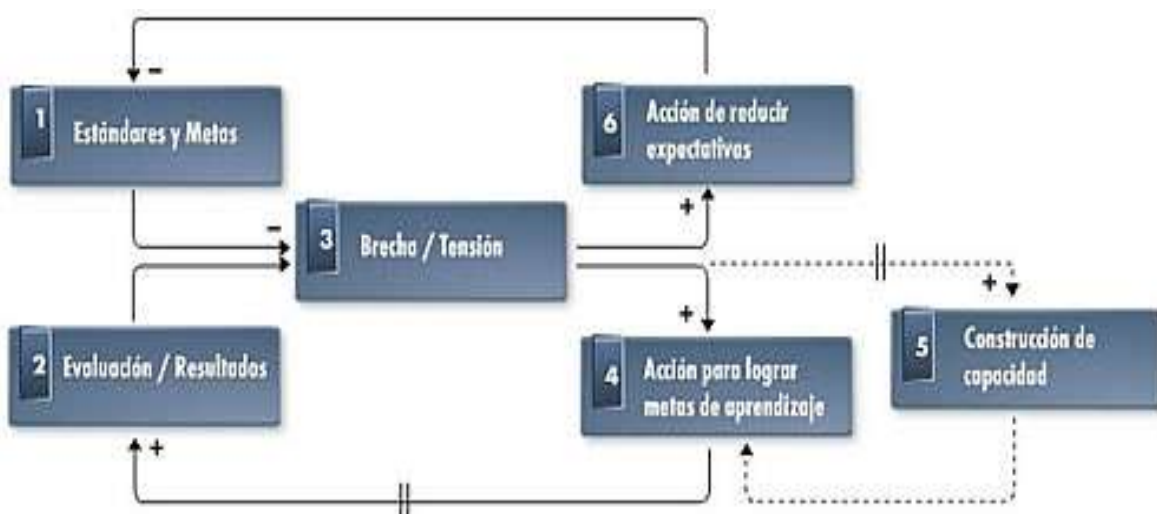 –
1
Estándares y Metas
6
Acción de reducir
expectativas
+
–
3
Brecha / Tensión
+
+
2
Evaluación / Resultados
4
Acción para lograr
metas de aprendizaje
5
Construcción de
capacidad
+